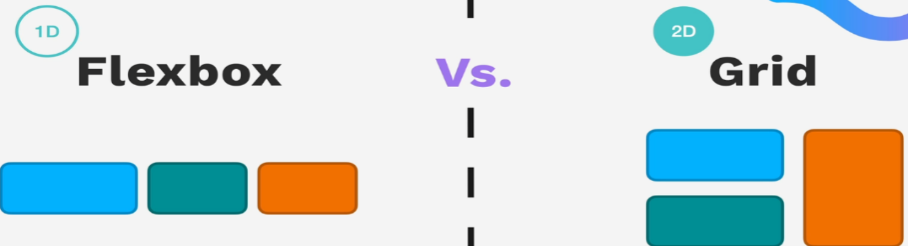 1D
Flexbox
Vs.
2D
Grid